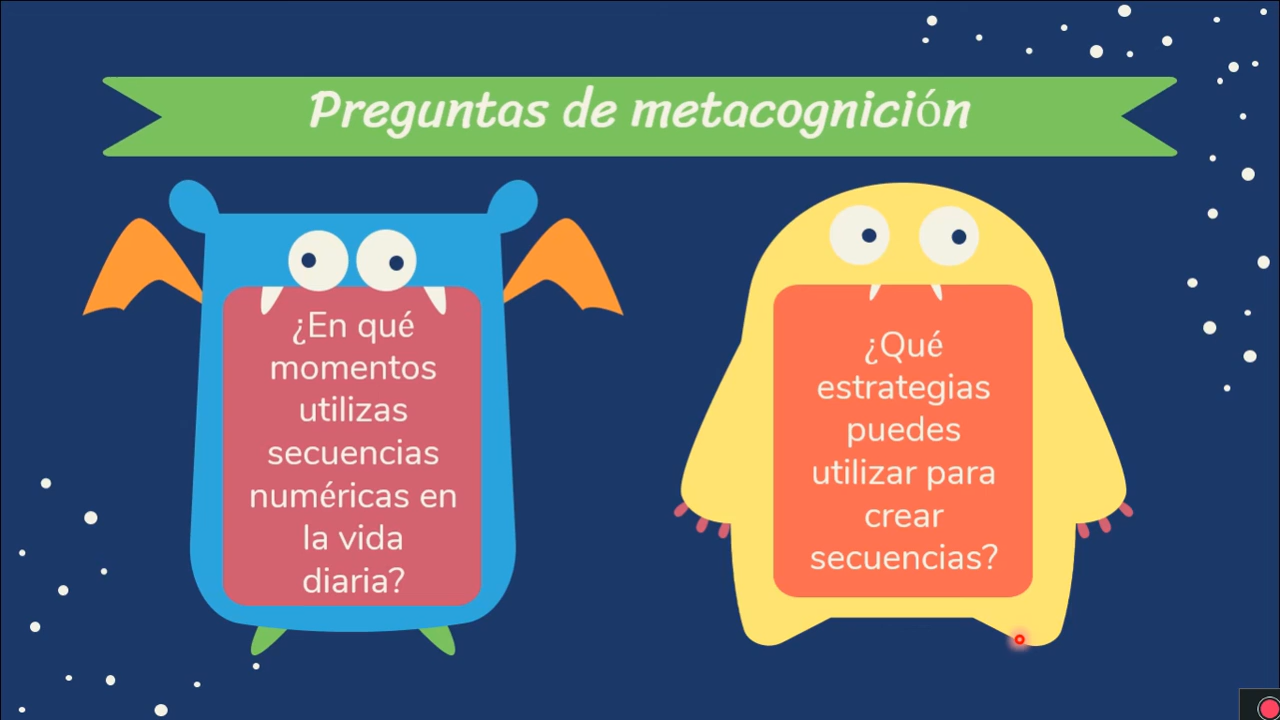 Preguntas de metacognición
¿En qué
momentos
utilizas
secuencias
numéricas en
la vida
diaria?
¿Qué
estrategias
puedes
utilizar para
crear
secuencias?